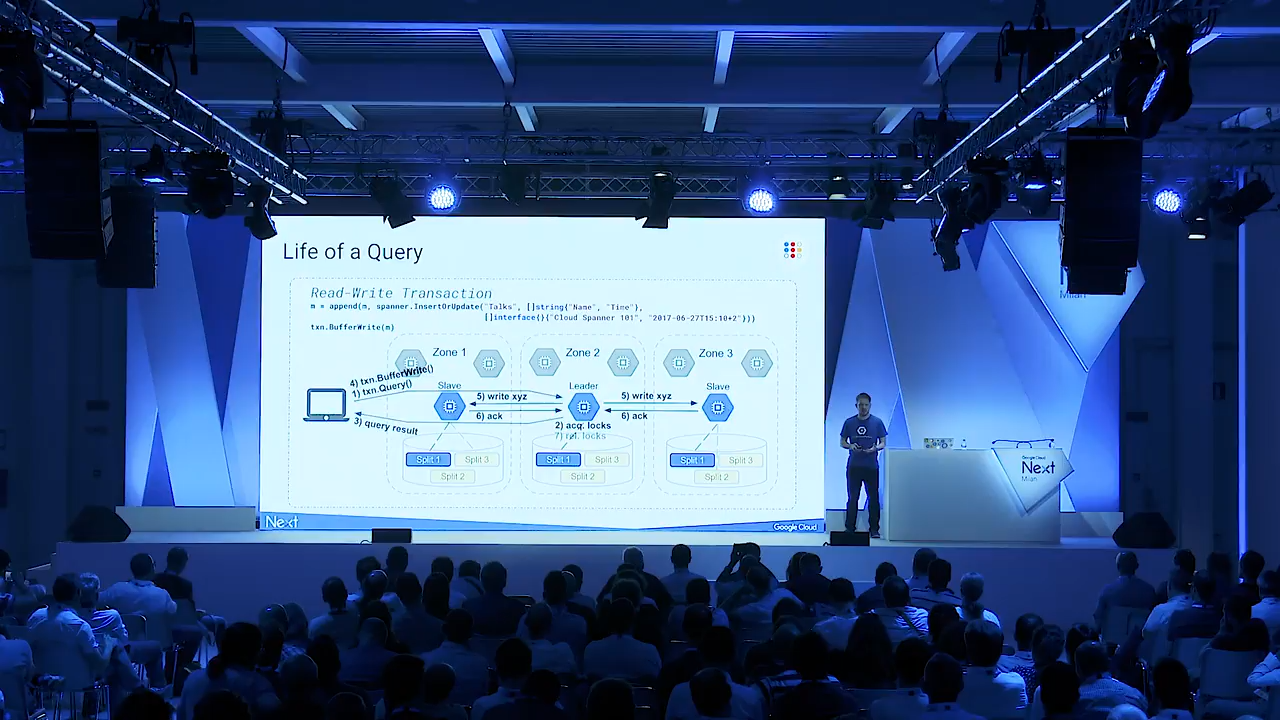 Life of a Query
Read-Write Transaction
m = append(m, spanner.InsertOrUpdate("Talks", []string{"Name", "Time"},
[]interface{}{"Cloud Spanner 101", "2017-06-27T15:10+2"}))
txn.BufferWrite(m)
Zone 1
Zone 2
Zone 3
4) txn.BufferWrite()
1) txn.Query()
Slave
Leader
Slave
5) write xyz
5) write xyz
6) ack
6) ack
3) query result
2) acq. locks
7) rel. locks
Split 1
Split 3
Split 2
Split 1
Split 3
Split 2
Split 1
Split 3
Split 2
Next
Google Cloud
Milan
Google Cloud
Next
Milan